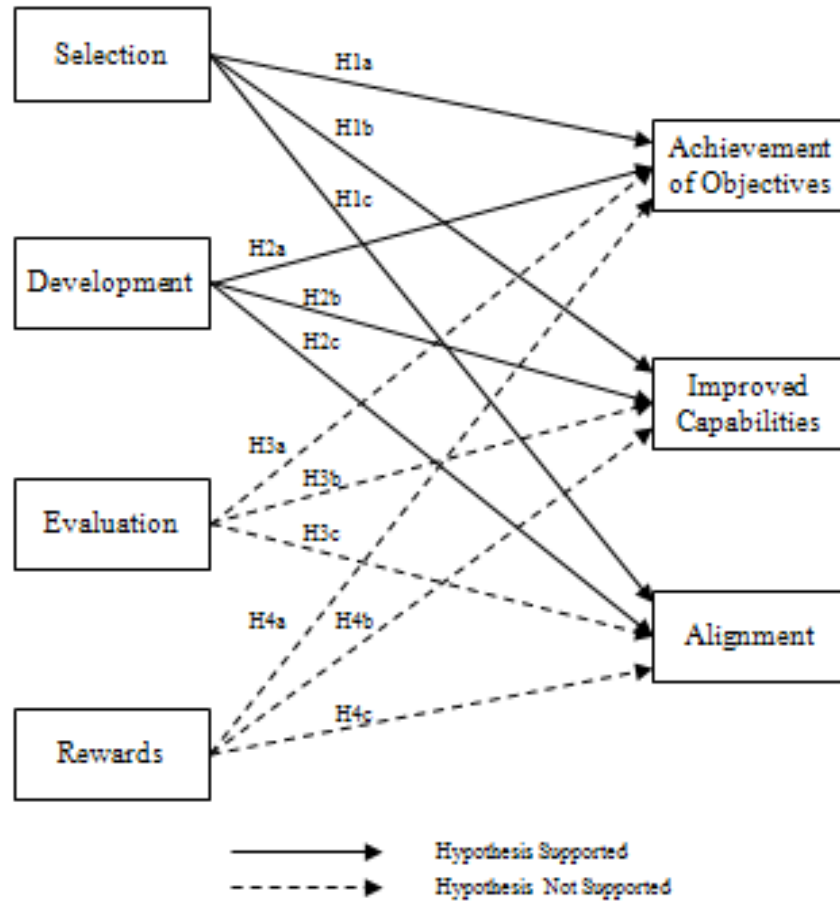 Selection
H1a
H1b
Achievement
of Objectives
H1c
H2a
Development
H2b
H2c
Improved
Capabilities
H3a
H3b
Evaluation
H3c
H4a
H4b
Alignment
H4c
Rewards
Hypothesis Supported
Hypothesis Not Supported